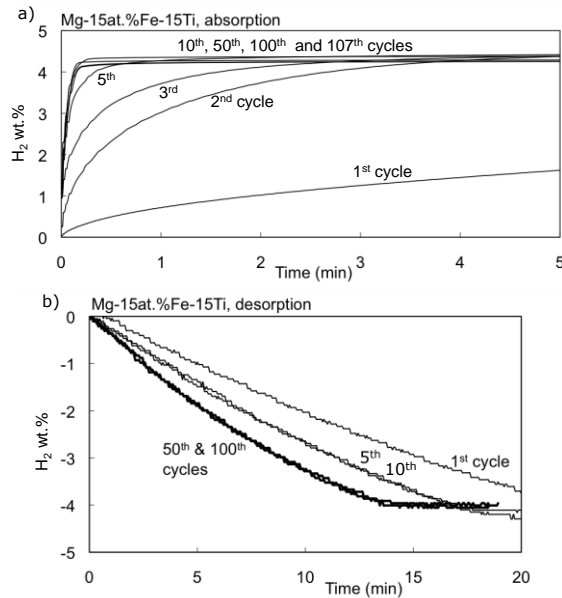 a)
Mg-15at.%Fe-15Ti, absorption
5
4
3
2
1
0
H₂ wt.%
10ᵗʰ, 50ᵗʰ, 100ᵗʰ and 107ᵗʰ cycles
5ᵗʰ
3ʳᵈ
2ⁿᵈ cycle
1ˢᵗ cycle
0 1 2 3 4 5
Time (min)
b)
Mg-15at.%Fe-15Ti, desorption
0
-1
-2
-3
-4
-5
H₂ wt.%
50ᵗʰ & 100ᵗʰ
cycles
5ᵗʰ
10ᵗʰ
1ˢᵗ cycle
0 5 10 15 20
Time (min)